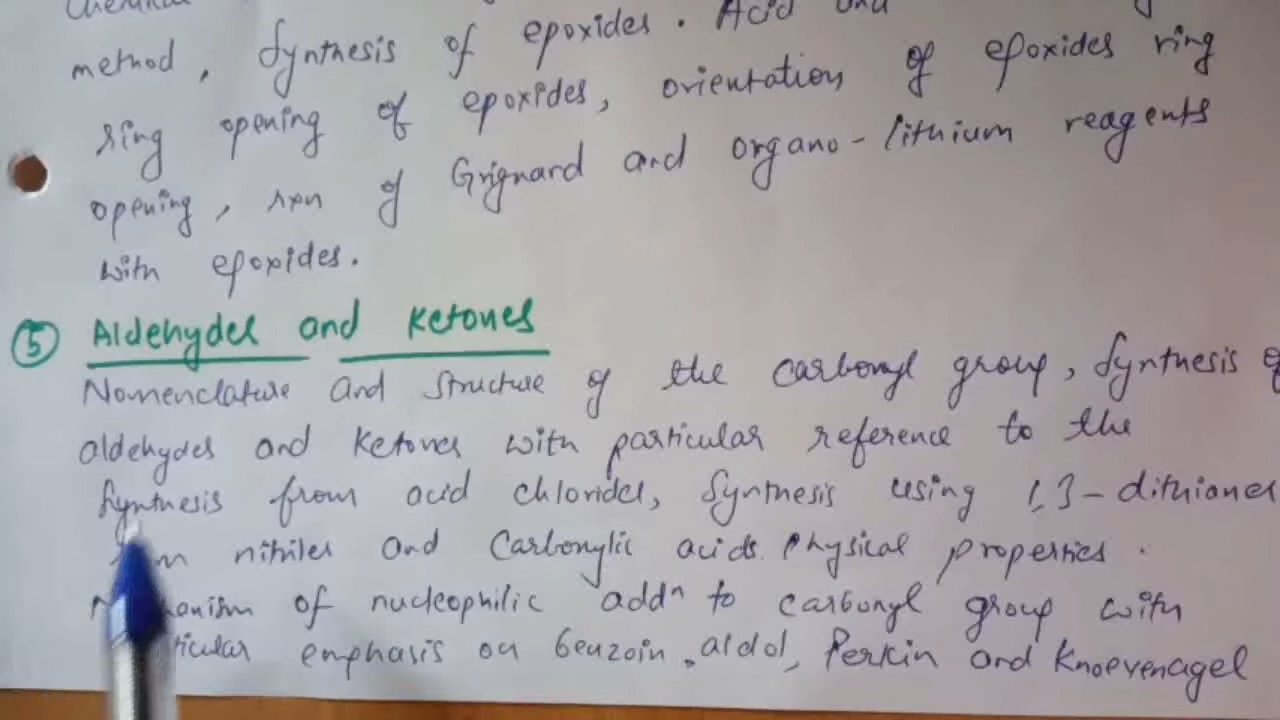 method, Synthesis of epoxides. Acid and
ring opening of epoxides, orientation of epoxides ring
opening, rxn of Grignard and organo-lithium reagents
with epoxides.
5 Aldehydes and Ketones
Nomenclature and structure of the carbonyl group, Synthesis of
aldehydes and Ketones with particular reference to the
Synthesis from acid chlorides, Synthesis using 1,3-dithianes
nitriles and Carbonylic acids. Physical properties.
of nucleophilic addn to carbonyl group with
emphasis on benzoin, aldol, Perkin and Knoevenagel